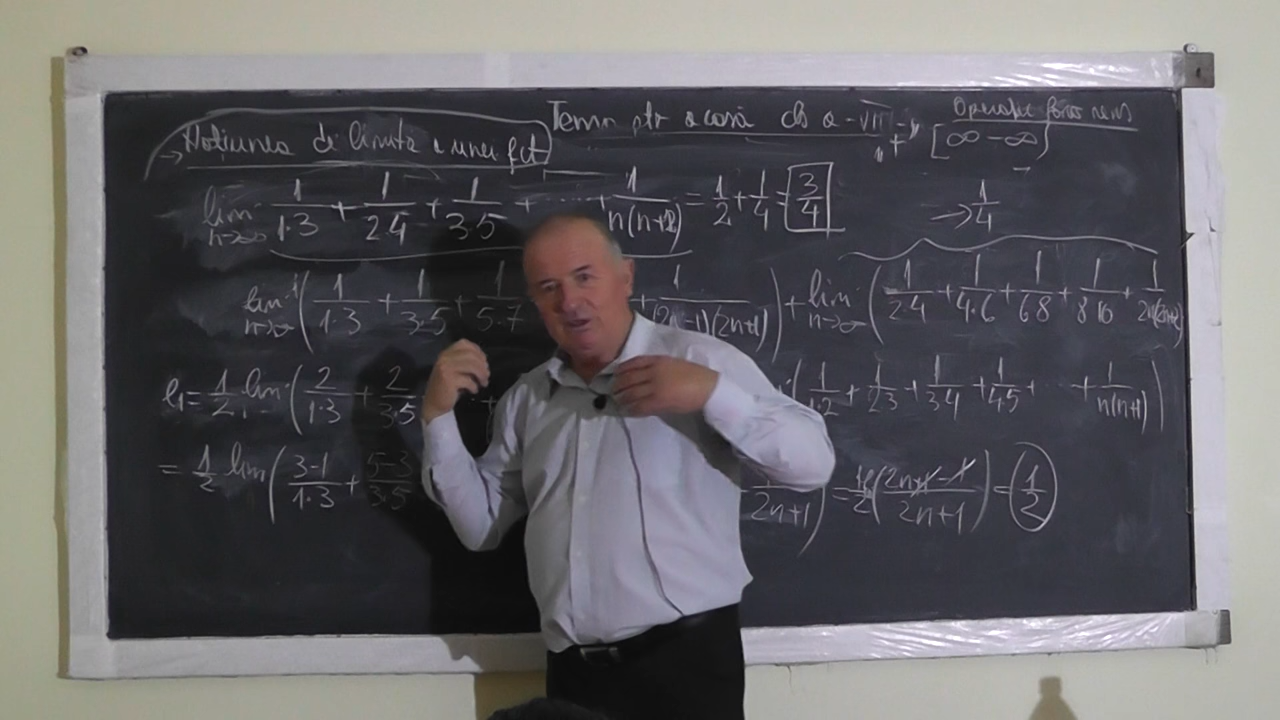 → Noțiunea de limită a unei fct
Temă ptr acasă cls a-VII
Operații fără sens
"+" [∞-∞]
lim n→∞ 1/1·3 + 1/2·4 + 1/3·5 + ..... + 1/n(n+2) = 1/2 + 1/4 = 3/4
→ 1/4
lim n→∞ (1/1·3 + 1/3·5 + 1/5·7 + 1/(2n-1)(2n+1)) + lim n→∞ (1/2·4 + 1/4·6 + 1/6·8 + 1/8·10 + 1/2n(2n+2)
l₁ = 1/2 lim (2/1·3 + 2/3·5 + (1/1·2 + 1/2·3 + 1/3·4 + 1/4·5 + ... + 1/n(n+1))
= 1/2 lim (3-1/1·3 + 5-3/3·5 2n+1) = 1/2 (2n+1-1/2n+1) = 1/2